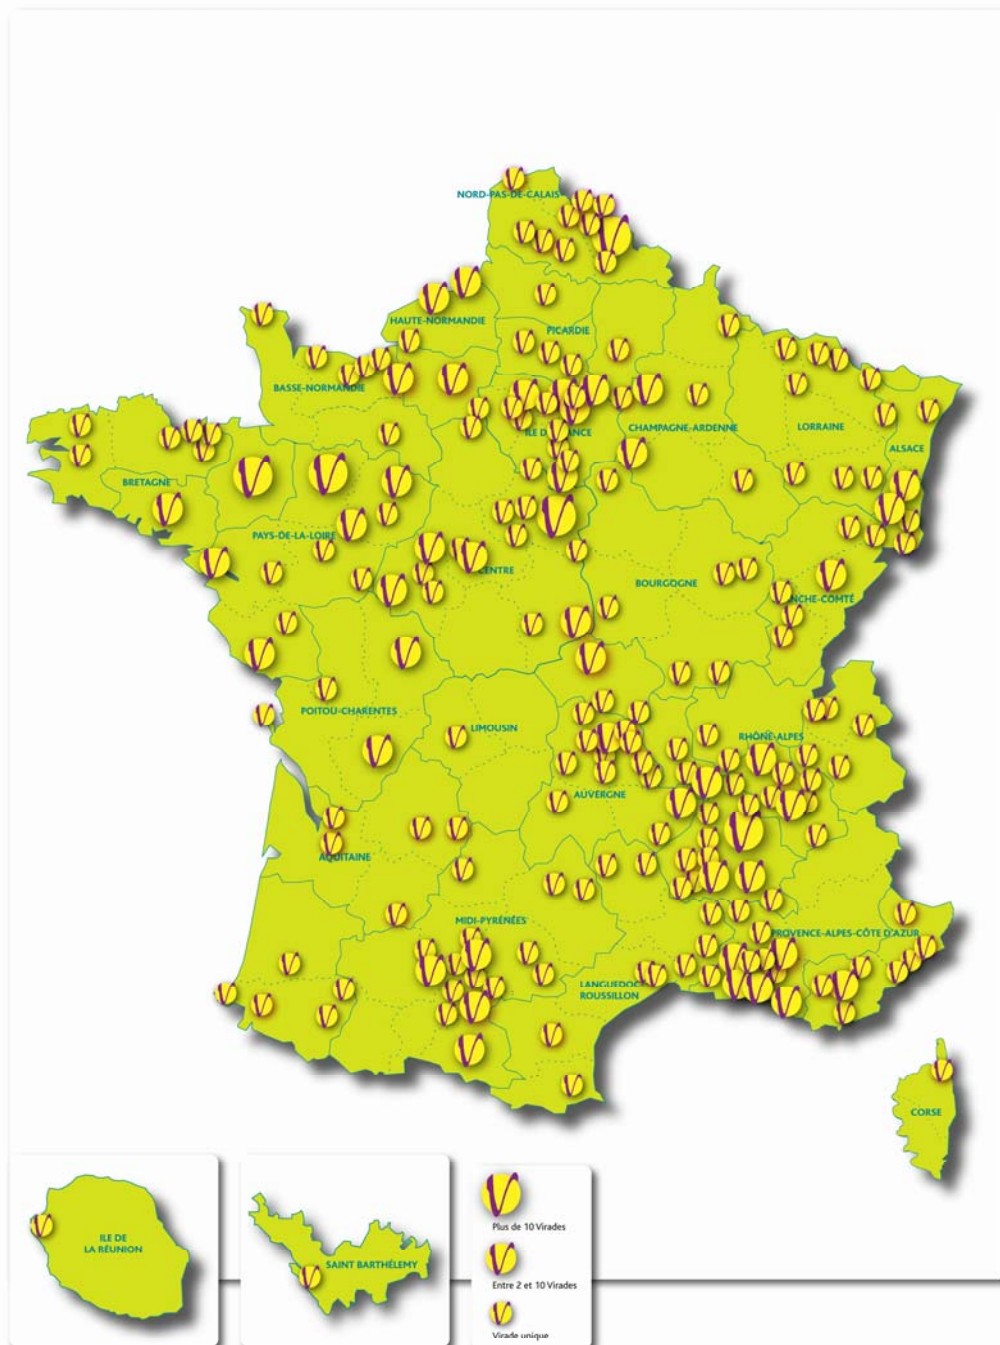 NORD-PAS-DE-CALAIS
HAUTE-NORMANDIE
PICARDIE
BASSE-NORMANDIE
CHAMPAGNE-ARDENNE
LORRAINE
ALSACE
BRETAGNE
PAYS-DE-LA-LOIRE
CENTRE
BOURGOGNE
POITOU-CHARENTES
LIMOUSIN
RHÔNE-ALPES
AUVERGNE
AQUITAINE
MIDI-PYRÉNÉES
PROVENCE-ALPES-CÔTE D'AZUR
LANGUEDOC
ROUSSILLON
CORSE
ILE DE
LA RÉUNION
SAINT BARTHÉLEMY
Plus de 10 Virades
Entre 2 et 10 Virades
Virade unique